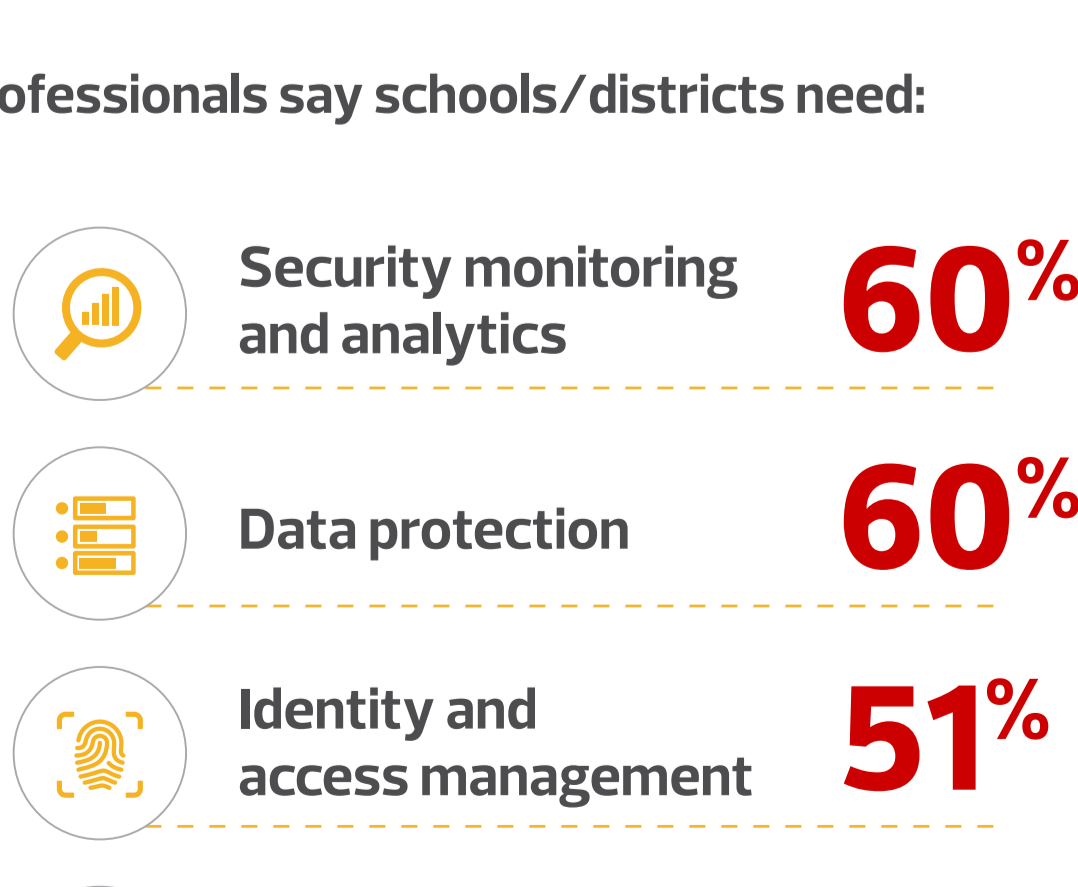 ofessionals say schools/districts need:
Security monitoring
and analytics
60%
Data protection
60%
Identity and
access management
51%